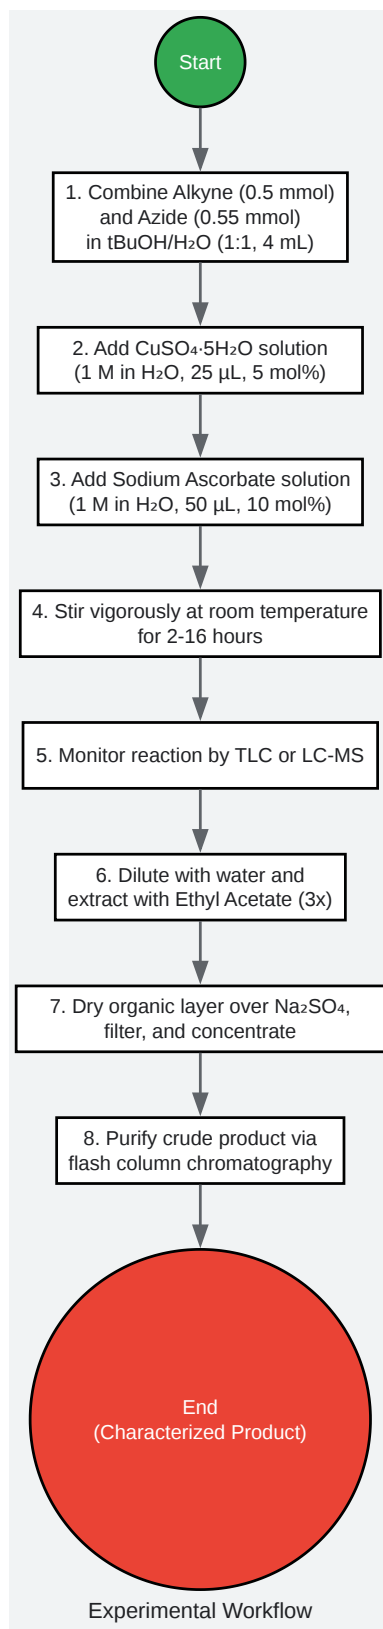 Start
1. Combine Alkyne (0.5 mmol)
and Azide (0.55 mmol)
in tBuOH/H₂O (1:1, 4 mL)
2. Add CuSO₄·5H₂O solution
(1 M in H₂O, 25 µL, 5 mol%)
3. Add Sodium Ascorbate solution
(1 M in H₂O, 50 µL, 10 mol%)
4. Stir vigorously at room temperature
for 2-16 hours
5. Monitor reaction by TLC or LC-MS
6. Dilute with water and
extract with Ethyl Acetate (3x)
7. Dry organic layer over Na₂SO₄,
filter, and concentrate
8. Purify crude product via
flash column chromatography
End
(Characterized Product)
Experimental Workflow